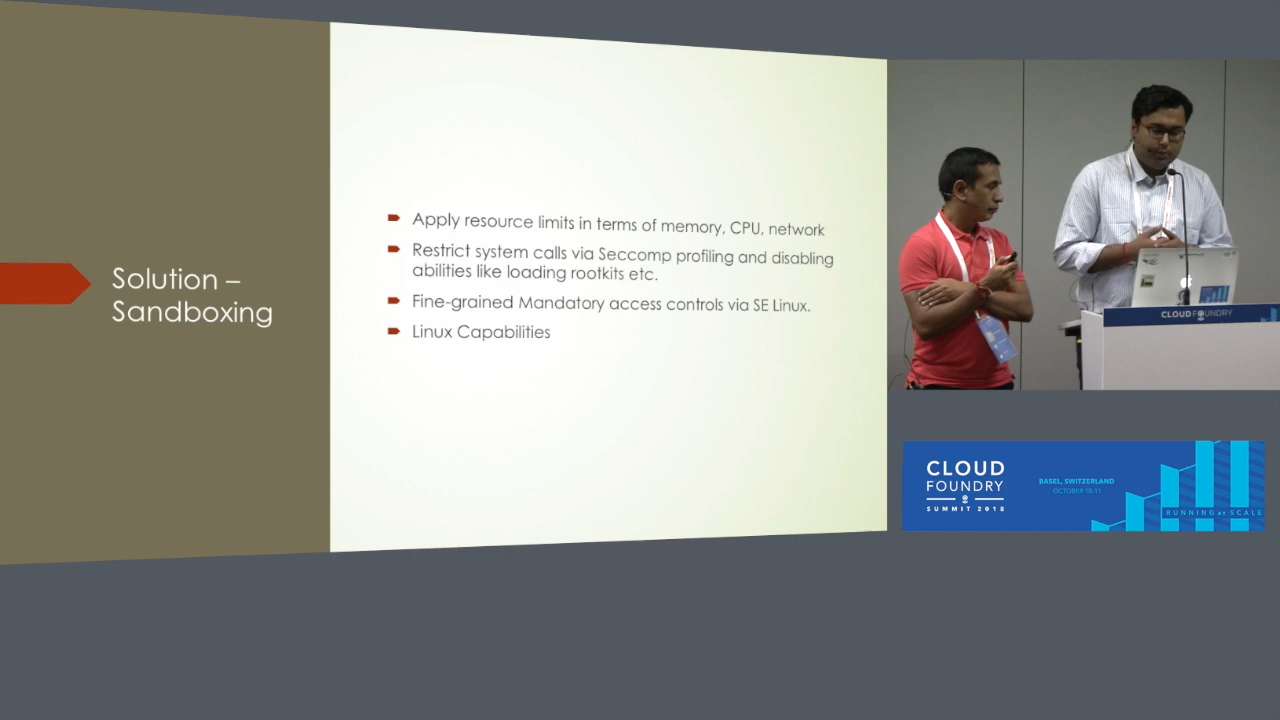 Solution –
Sandboxing
Apply resource limits in terms of memory, CPU, network
Restrict system calls via Seccomp profiling and disabling
abilities like loading rootkits etc.
Fine-grained Mandatory access controls via SE Linux.
Linux Capabilities
CLOUD FOUNDRY
CLOUD
FOUNDRY
SUMMIT 2018
BASEL, SWITZERLAND
OCTOBER 10-11
RUNNING AT SCALE